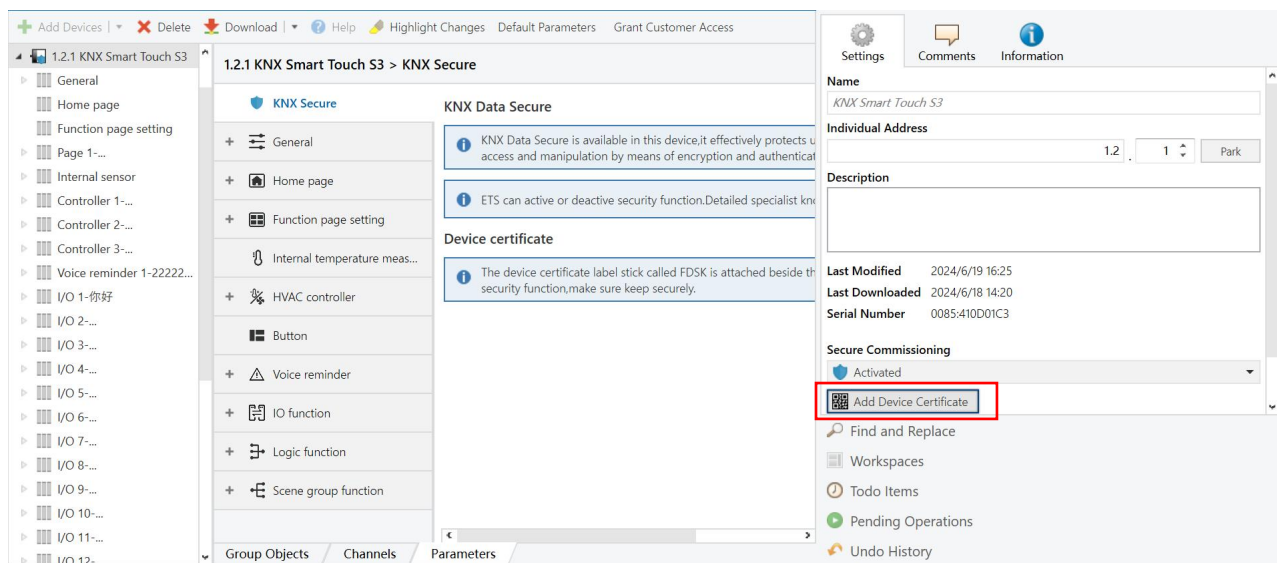 Add Devices Delete Download Help Highlight Changes Default Parameters Grant Customer Access
1.2.1 KNX Smart Touch S3
General
Home page
Function page setting
Page 1-...
Internal sensor
Controller 1-...
Controller 2-...
Controller 3-...
Voice reminder 1-22222...
I/O 1-你好
I/O 2-...
I/O 3-...
I/O 4-...
I/O 5-...
I/O 6-...
I/O 7-...
I/O 8-...
I/O 9-...
I/O 10-...
I/O 11-...
I/O 12-
1.2.1 KNX Smart Touch S3 > KNX Secure
KNX Secure
+ General
+ Home page
+ Function page setting
Internal temperature meas...
+ HVAC controller
Button
+ Voice reminder
+ IO function
+ Logic function
+ Scene group function
KNX Data Secure
KNX Data Secure is available in this device,it effectively protects u
access and manipulation by means of encryption and authenticat
ETS can active or deactive security function.Detailed specialist kno
Device certificate
The device certificate label stick called FDSK is attached beside th
security function,make sure keep securely.
Group Objects Channels Parameters
Settings Comments Information
Name
KNX Smart Touch S3
Individual Address
1.2 . 1 Park
Description
Last Modified 2024/6/19 16:25
Last Downloaded 2024/6/18 14:20
Serial Number 0085:410D01C3
Secure Commissioning
Activated
Add Device Certificate
Find and Replace
Workspaces
Todo Items
Pending Operations
Undo History